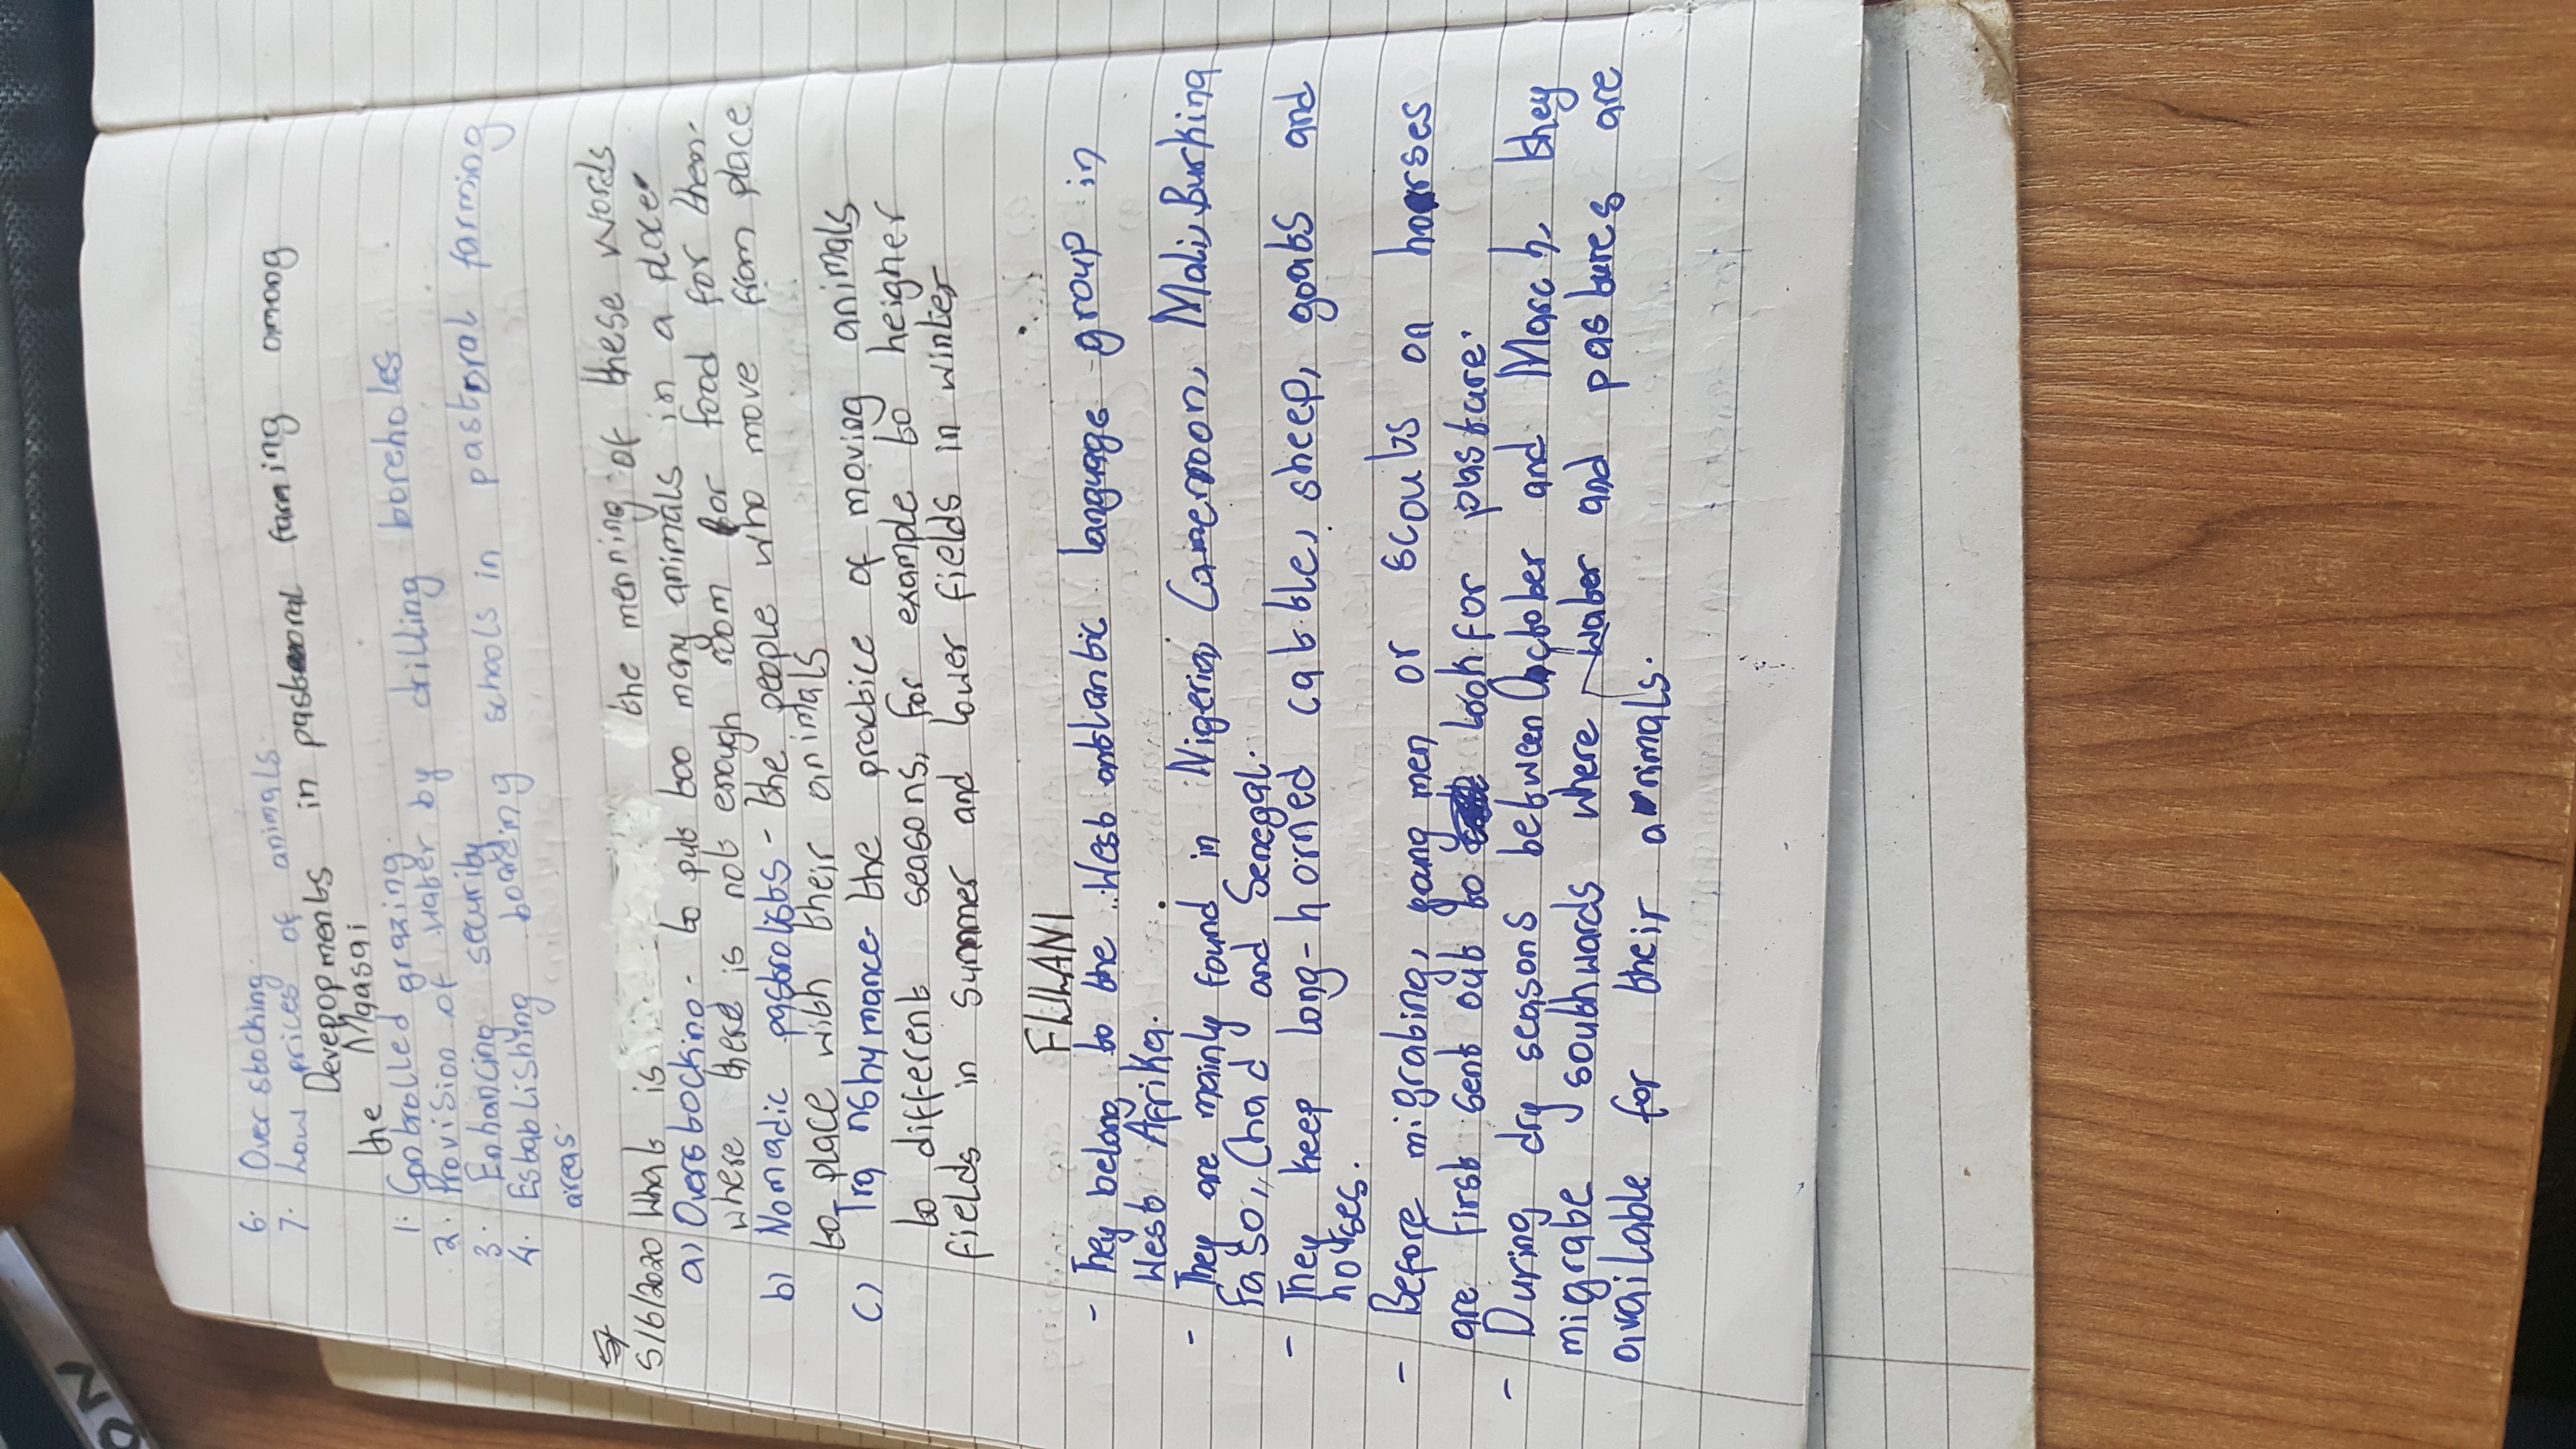 ON
6. Over stocking.
7. Low prices of animals.
Devepopments in pastoral farming among
the Maasai
1. Controlled grazing.
2. Provision of water by drilling boreholes
3. Enhancing security
4. Establishing boarding schools in pastoral farming
areas.
5/6/2020 What is the menning of these words
a) Overstocking - to put too many animals in a place
where there is not enough room for food for them.
b) Nomadic pastrolists - the people who move from place
to place with their animals
c) Transhumance - the practice of moving animals
to different seasons, for example to heigher
fields in summer and lower fields in winter
FULANI
- They belong to the West antlantic language group in
West Afrika.
- They are mainly found in Nigeria, Camernoon, Mali, Burkina
Faso, Chad and Senegal.
- They keep long-horned cattle, sheep, goats and
horses.
- Before migrating, young men or scouts on horses
are first sent out to look for pasture.
- During dry seasons between October and March they
migrate southwards where water and pastures are
available for their animals.